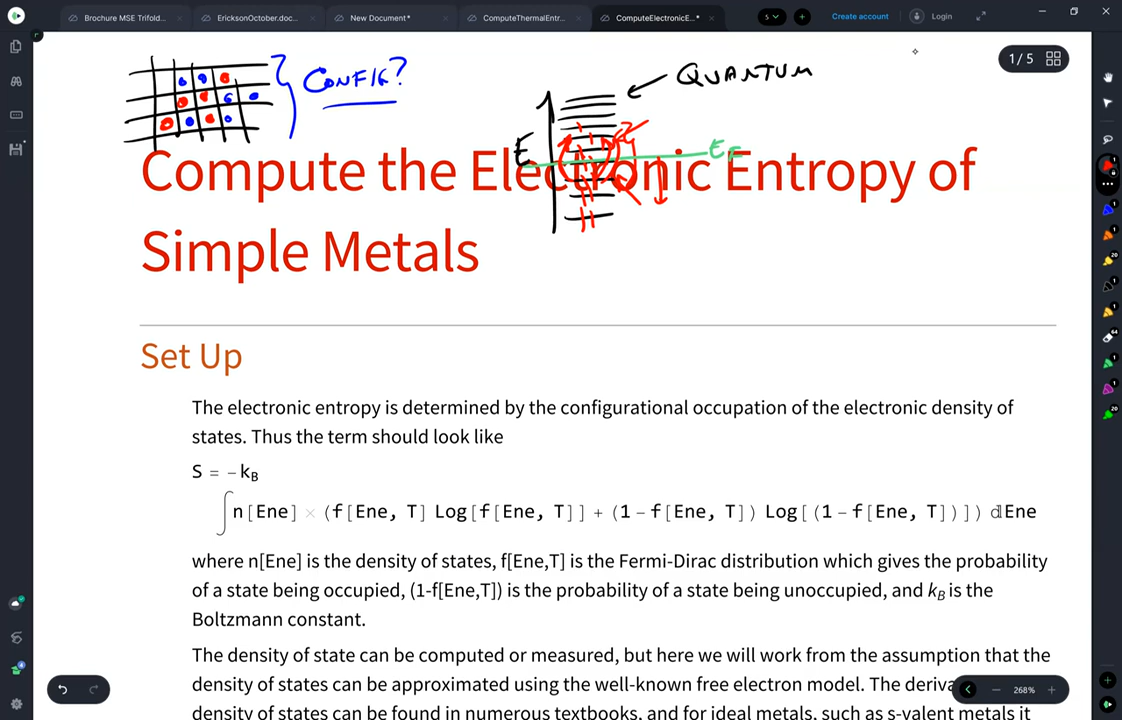 Brochure MSE Trifold...
EricksonOctober.doc...
New Document*
ComputeThermalEntr...
ComputeElectronicE...*
5
Create account
Login
1/5
CONFIG?
QUANTUM
E
EF
Compute the Electronic Entropy of
Simple Metals
Set Up
The electronic entropy is determined by the configurational occupation of the electronic density of
states. Thus the term should look like
S = -kB
∫n[Ene] × (f[Ene, T] Log[f[Ene, T]] + (1 - f[Ene, T]) Log[(1 - f[Ene, T])]) dEne
where n[Ene] is the density of states, f[Ene,T] is the Fermi-Dirac distribution which gives the probability
of a state being occupied, (1-f[Ene,T]) is the probability of a state being unoccupied, and kB is the
Boltzmann constant.
The density of state can be computed or measured, but here we will work from the assumption that the
density of states can be approximated using the well-known free electron model. The deriva
density of states can be found in numerous textbooks, and for ideal metals, such as s-valent metals it
268%